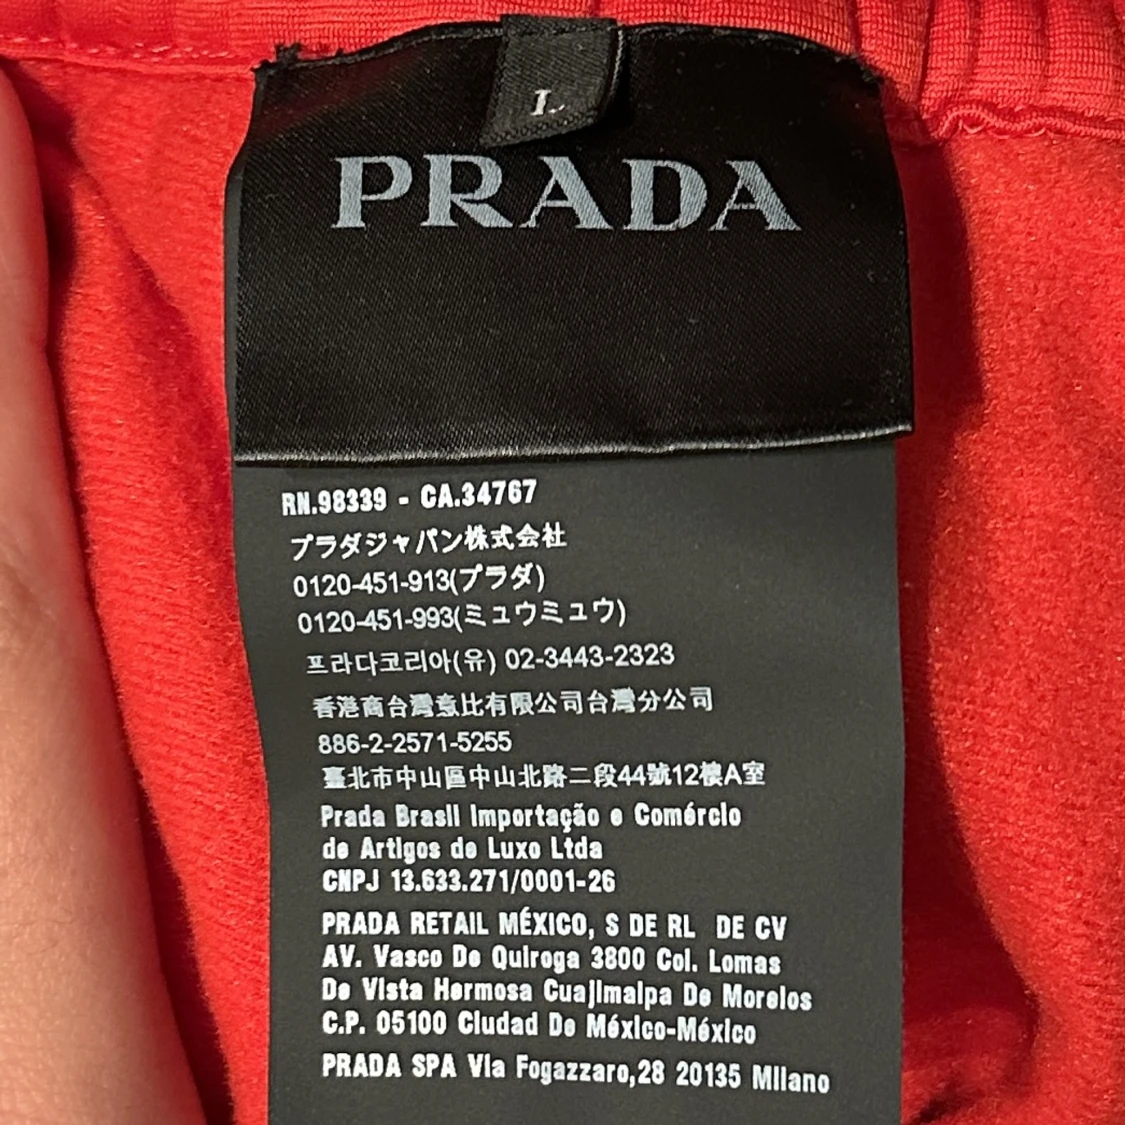 L
PRADA
RN.98339 - CA.34767
プラダジャパン株式会社
0120-451-913(プラダ)
0120-451-993(ミュウミュウ)
프라다코리아(유) 02-3443-2323
香港商台灣意比有限公司台灣分公司
886-2-2571-5255
臺北市中山區中山北路二段44號12樓A室
Prada Brasil Importação e Comércio
de Artigos de Luxo Ltda
CNPJ 13.633.271/0001-26
PRADA RETAIL MÉXICO, S DE RL DE CV
AV. Vasco De Quiroga 3800 Col. Lomas
De Vista Hermosa Cuajimalpa De Morelos
C.P. 05100 Ciudad De México-México
PRADA SPA Via Fogazzaro,28 20135 Milano